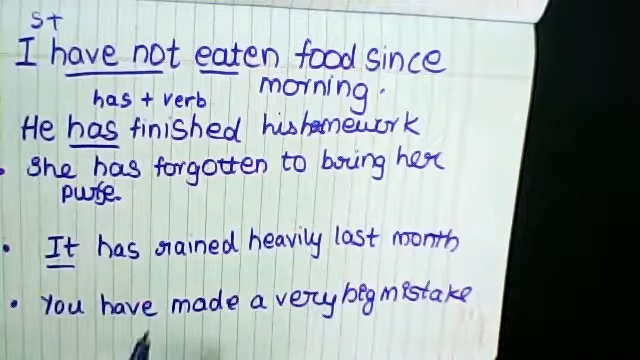 st
I have not eaten food since
morning.
has + verb
He has finished his homework
She has forgotten to bring her
purse.
• It has rained heavily last month
• You have made a very big mistake